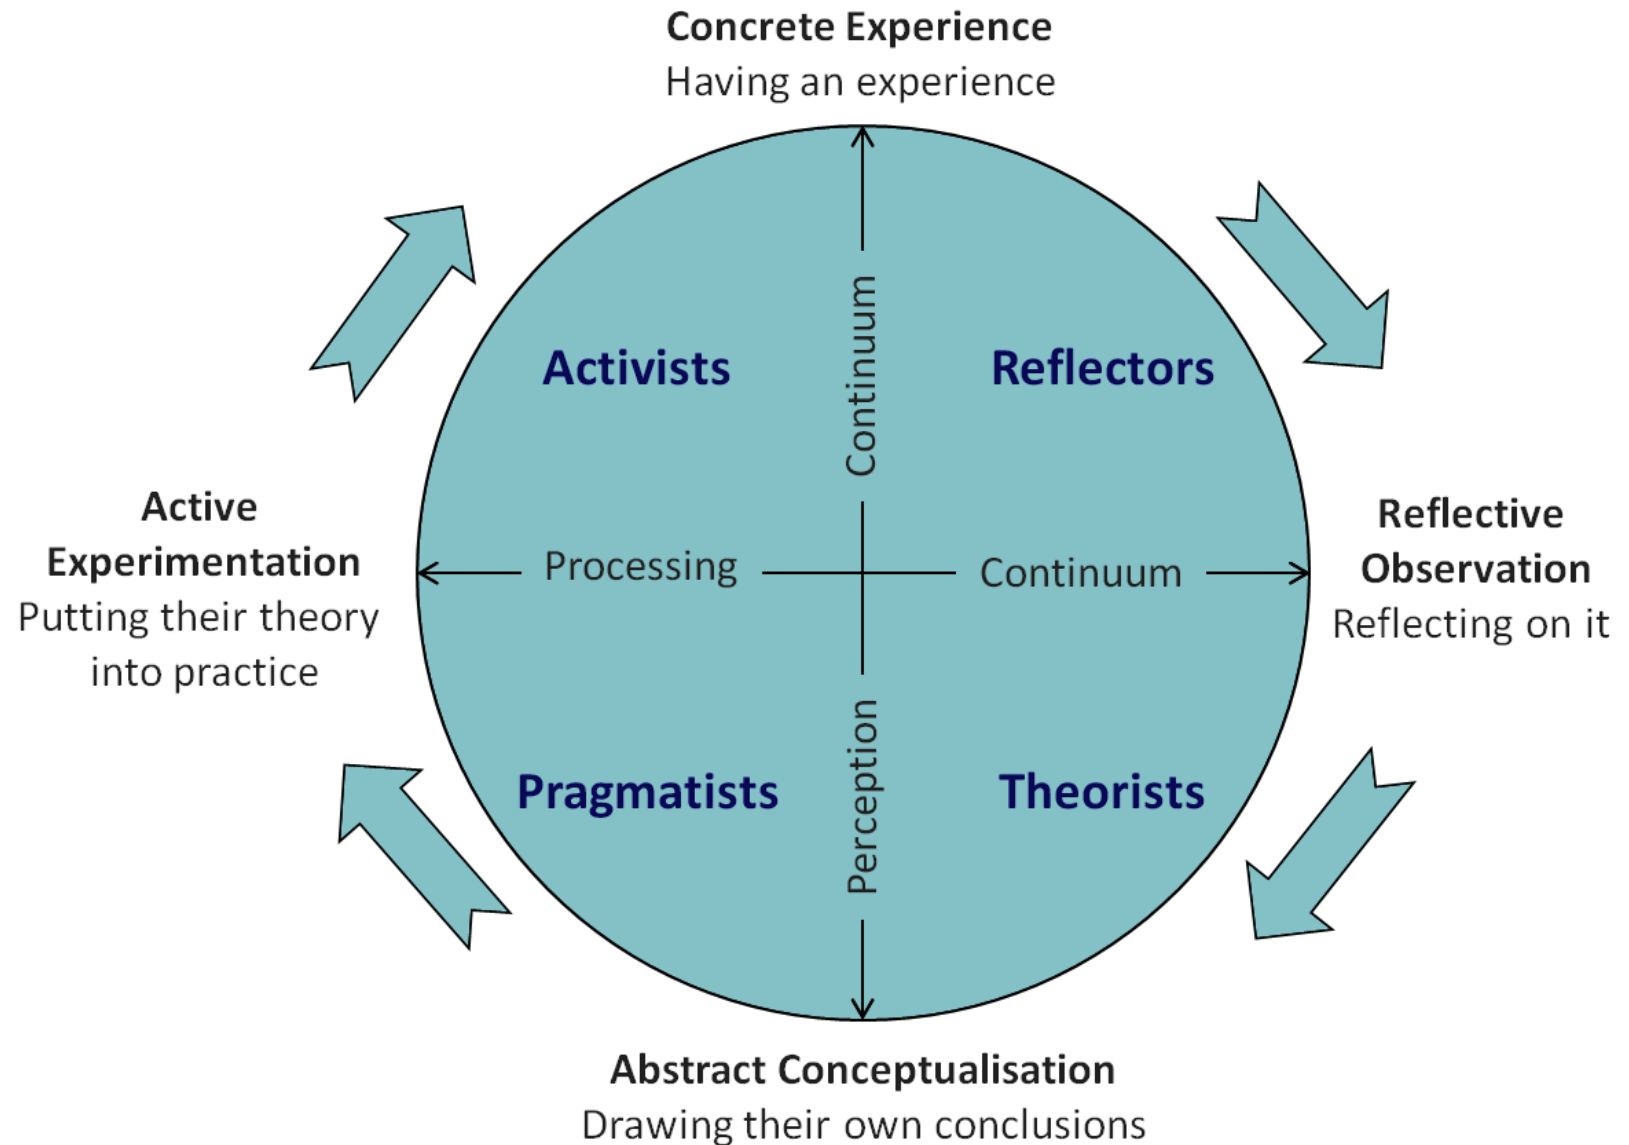 Concrete Experience
Having an experience
Activists
Reflectors
Continuum
Active
Experimentation
Putting their theory
into practice
Processing
Continuum
Reflective
Observation
Reflecting on it
Perception
Pragmatists
Theorists
Abstract Conceptualisation
Drawing their own conclusions